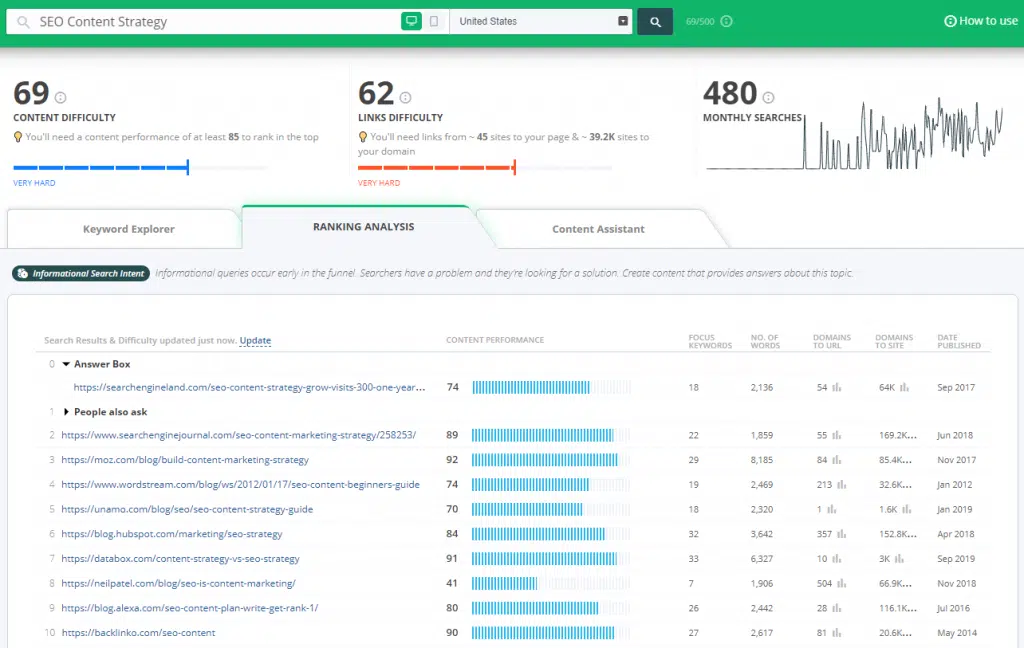 SEO Content Strategy
United States
69/500
How to use
69
CONTENT DIFFICULTY
You'll need a content performance of at least 85 to rank in the top
VERY HARD
62
LINKS DIFFICULTY
You'll need links from ~ 45 sites to your page & ~ 39.2K sites to
your domain
VERY HARD
480
MONTHLY SEARCHES
Keyword Explorer
RANKING ANALYSIS
Content Assistant
Informational Search Intent Informational queries occur early in the funnel. Searchers have a problem and they're looking for a solution. Create content that provides answers about this topic.
Search Results & Difficulty updated just now. Update
CONTENT PERFORMANCE
FOCUS
KEYWORDS
NO. OF
WORDS
DOMAINS
TO URL
DOMAINS
TO SITE
DATE
PUBLISHED
0 Answer Box
https://searchengineland.com/seo-content-strategy-grow-visits-300-one-year... 74 18 2,136 54 64K Sep 2017
1 People also ask
2 https://www.searchenginejournal.com/seo-content-marketing-strategy/258253/ 89 22 1,859 55 169.2K... Jun 2018
3 https://moz.com/blog/build-content-marketing-strategy 92 29 8,185 84 85.4K... Nov 2017
4 https://www.wordstream.com/blog/ws/2012/01/17/seo-content-beginners-guide 74 19 2,469 213 32.6K... Jan 2012
5 https://unamo.com/blog/seo/seo-content-strategy-guide 70 18 2,320 1 1.6K Jan 2019
6 https://blog.hubspot.com/marketing/seo-strategy 84 32 3,642 357 152.8K... Apr 2018
7 https://databox.com/content-strategy-vs-seo-strategy 91 33 6,327 10 3K Sep 2019
8 https://neilpatel.com/blog/seo-is-content-marketing/ 41 7 1,906 504 66.9K... Nov 2018
9 https://blog.alexa.com/seo-content-plan-write-get-rank-1/ 80 26 2,442 28 116.1K... Jul 2016
10 https://backlinko.com/seo-content 90 27 2,617 81 20.6K... May 2014